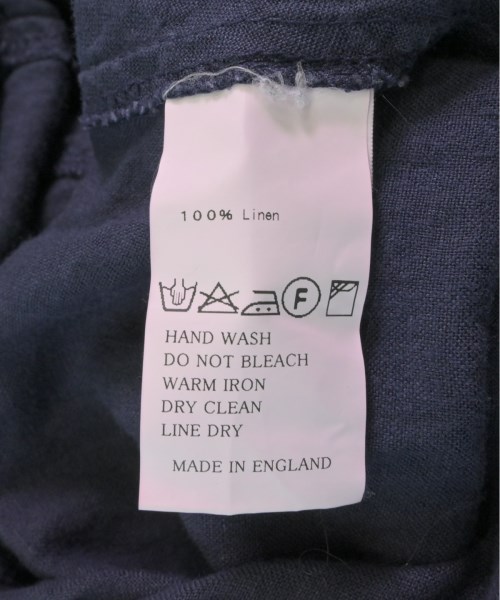 100% Linen
F
HAND WASH
DO NOT BLEACH
WARM IRON
DRY CLEAN
LINE DRY
MADE IN ENGLAND